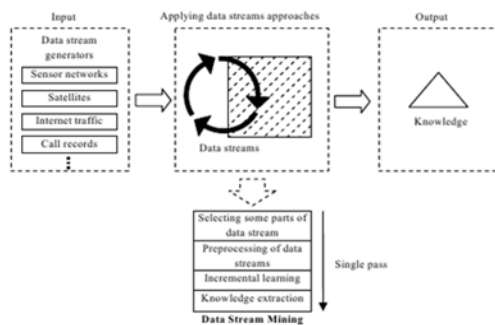 Input
Applying data streams approaches
Output
Data stream
generators
Sensor networks
Satellites
Internet traffic
Call records
Data streams
Knowledge
Selecting some parts of
data stream
Preprocessing of data
streams
Incremental learning
Knowledge extraction
Single pass
Data Stream Mining